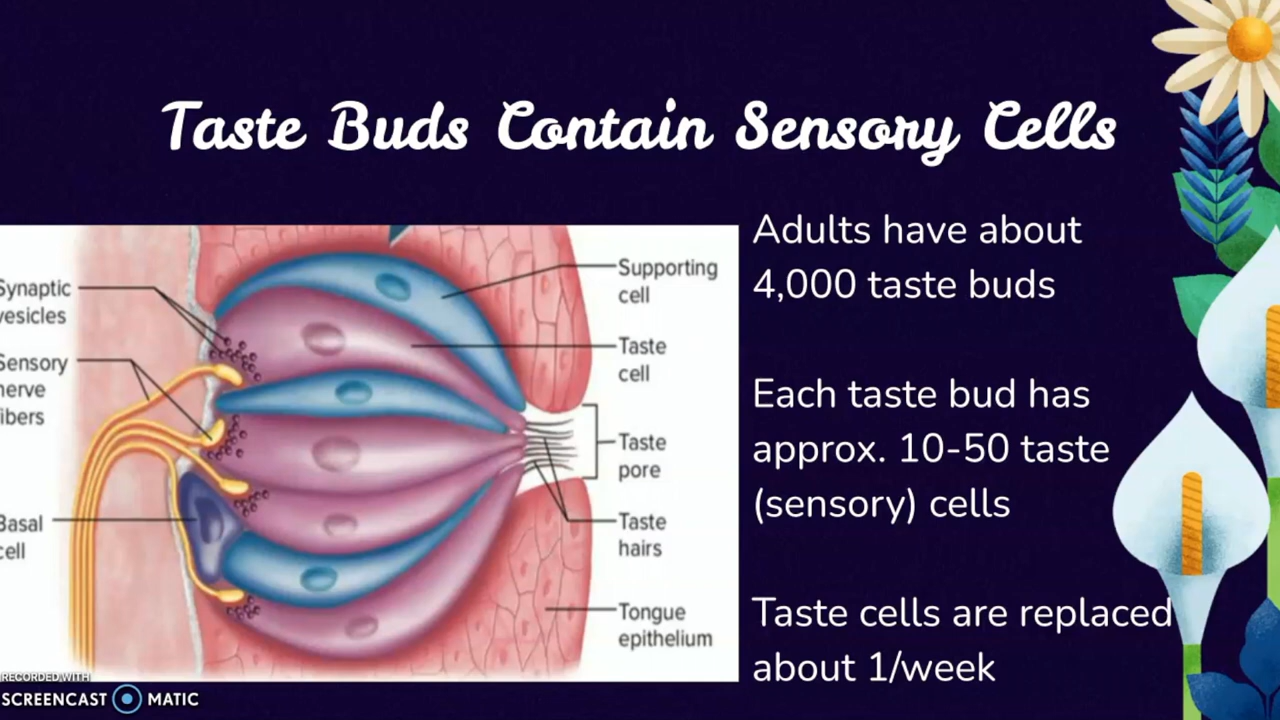 Taste Buds Contain Sensory Cells
Synaptic
vesicles
Sensory
nerve
fibers
Basal
cell
Supporting
cell
Taste
cell
Taste
pore
Taste
hairs
Tongue
epithelium
Adults have about
4,000 taste buds
Each taste bud has
approx. 10-50 taste
(sensory) cells
Taste cells are replaced
about 1/week
RECORDED WITH
SCREENCAST MATIC